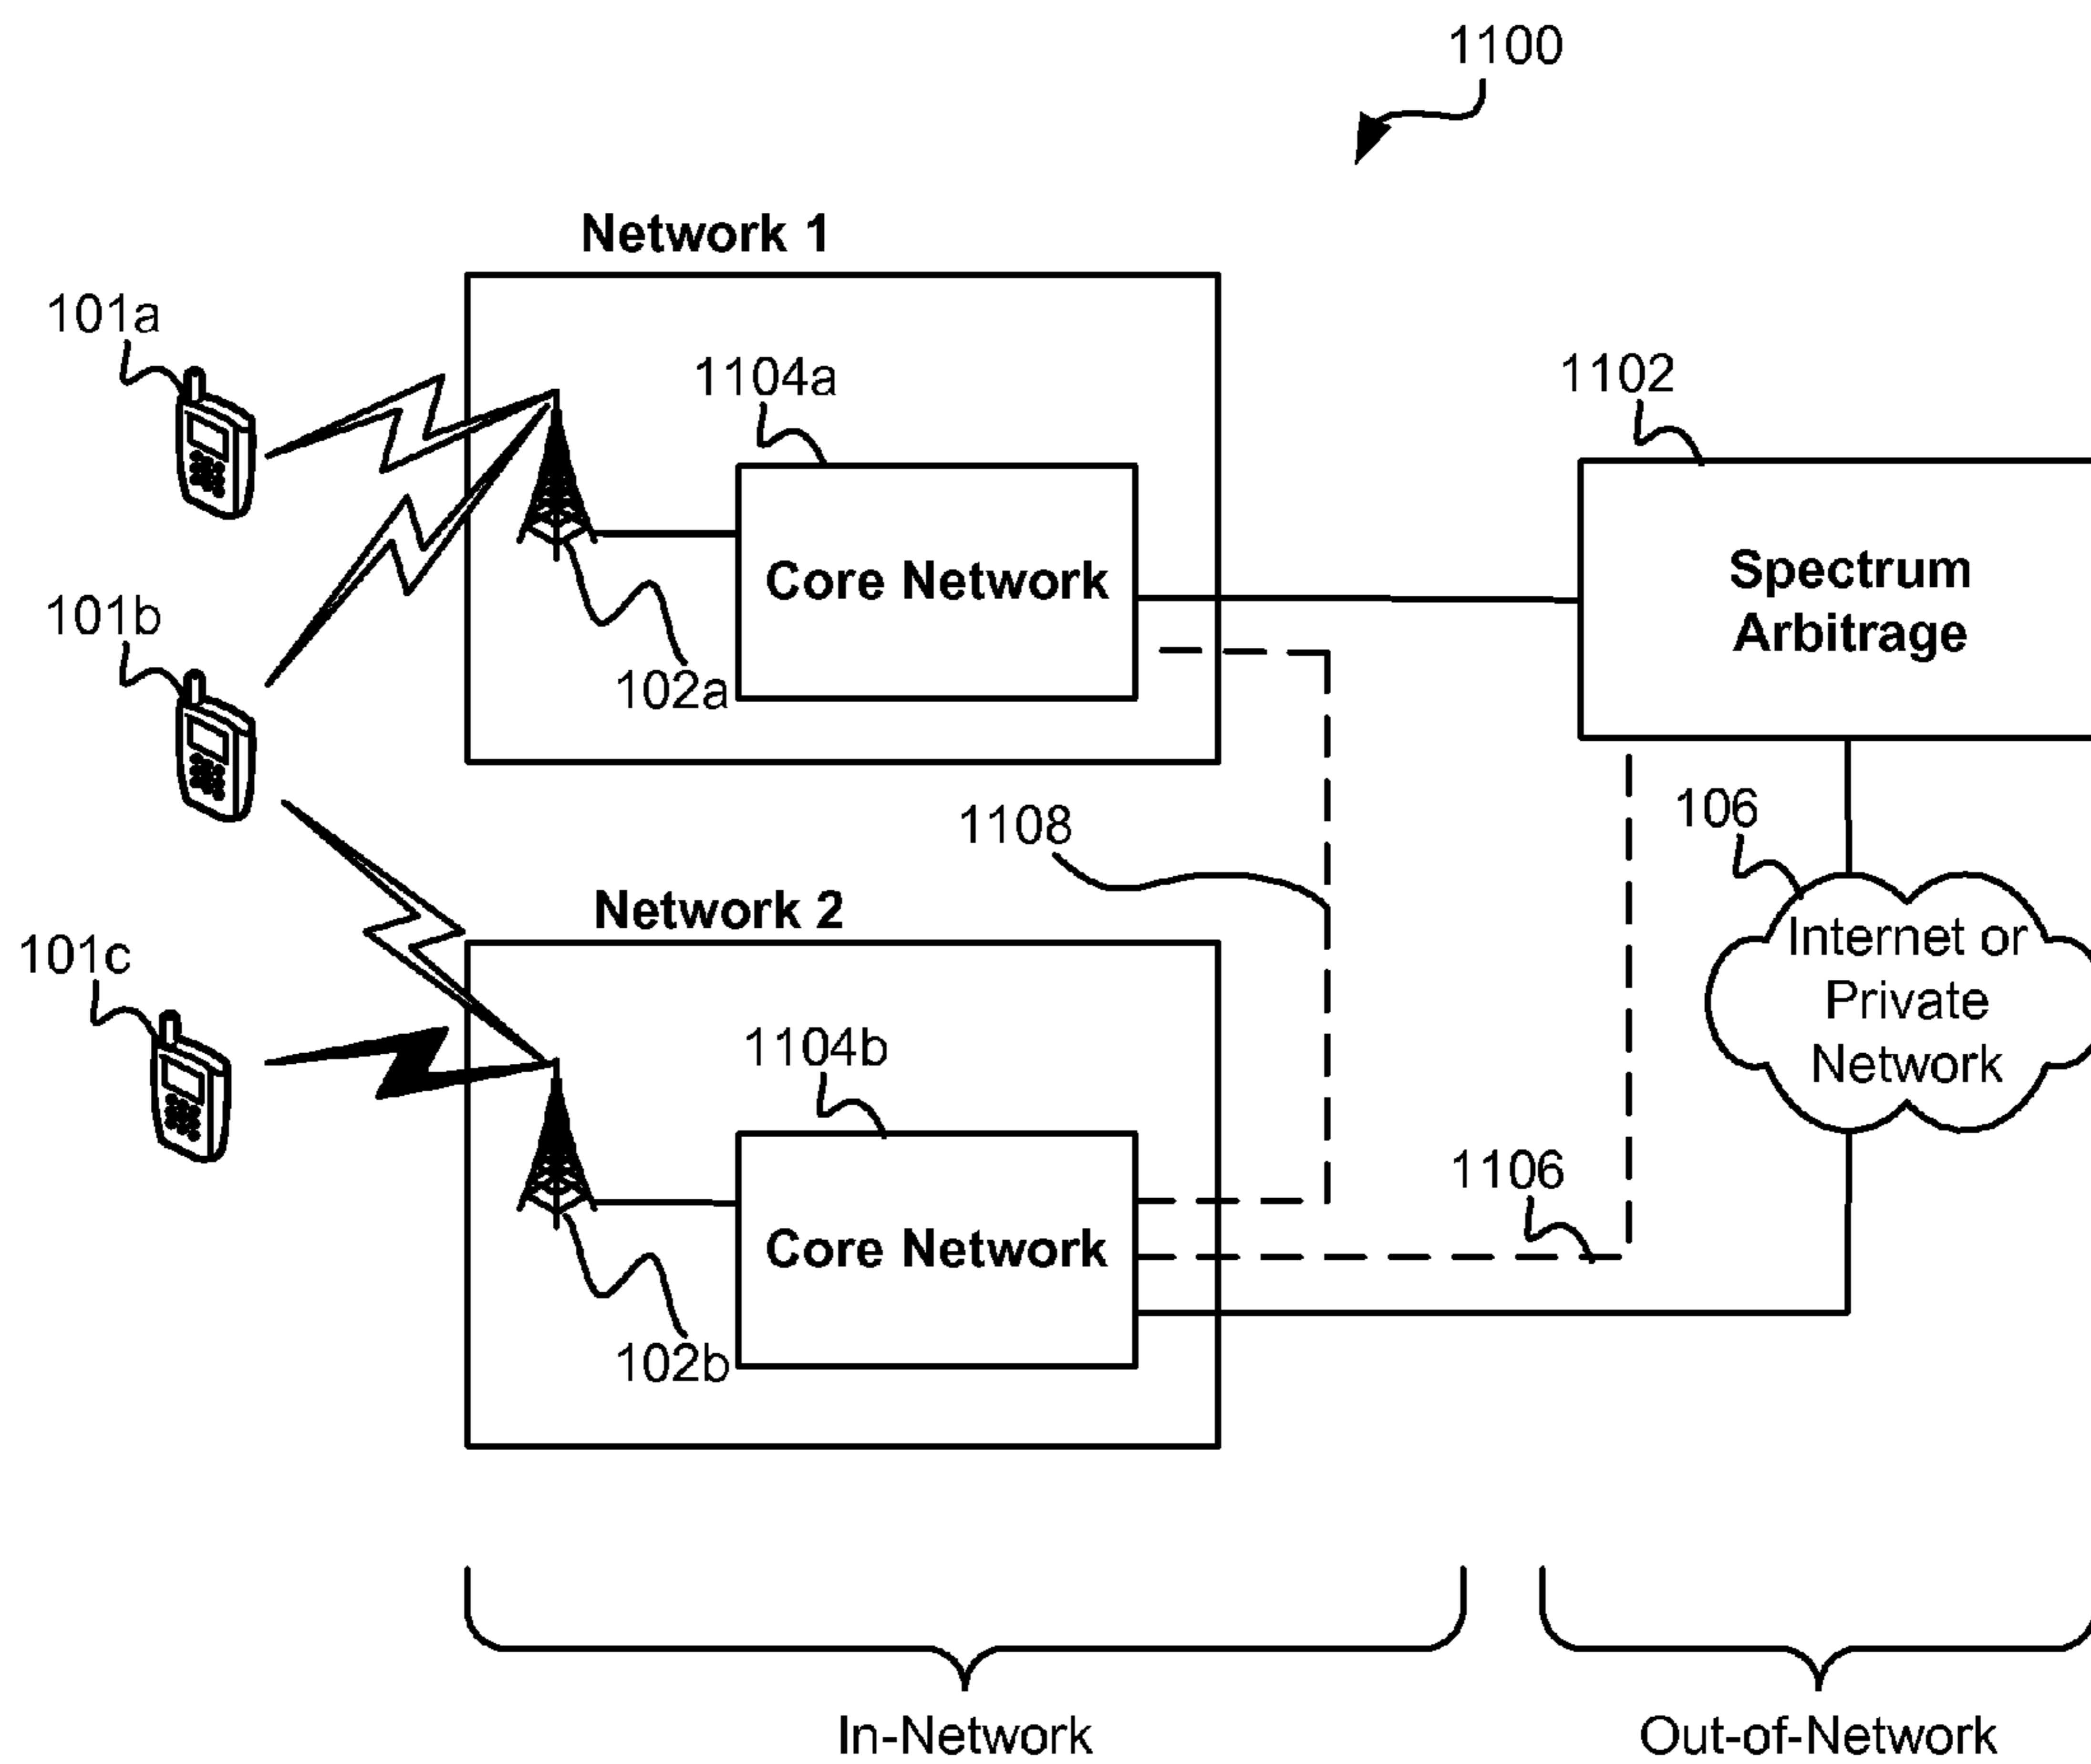 1100
Network 1
101a
1104a
1102
Core Network
Spectrum
Arbitrage
101b
102a
1108
106
Network 2
Internet or
Private
Network
101c
1104b
1106
Core Network
102b
In-Network
Out-of-Network